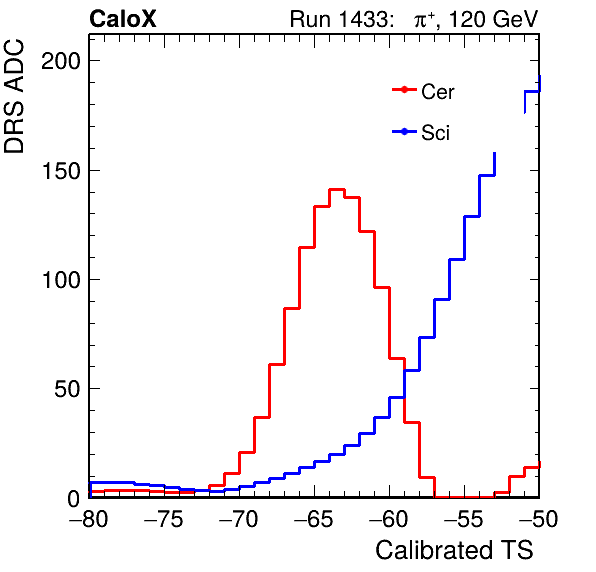 CaloX Run 1433: π⁺, 120 GeV
DRS ADC
200
150
100
50
0
Cer
Sci
−80 −75 −70 −65 −60 −55 −50
Calibrated TS